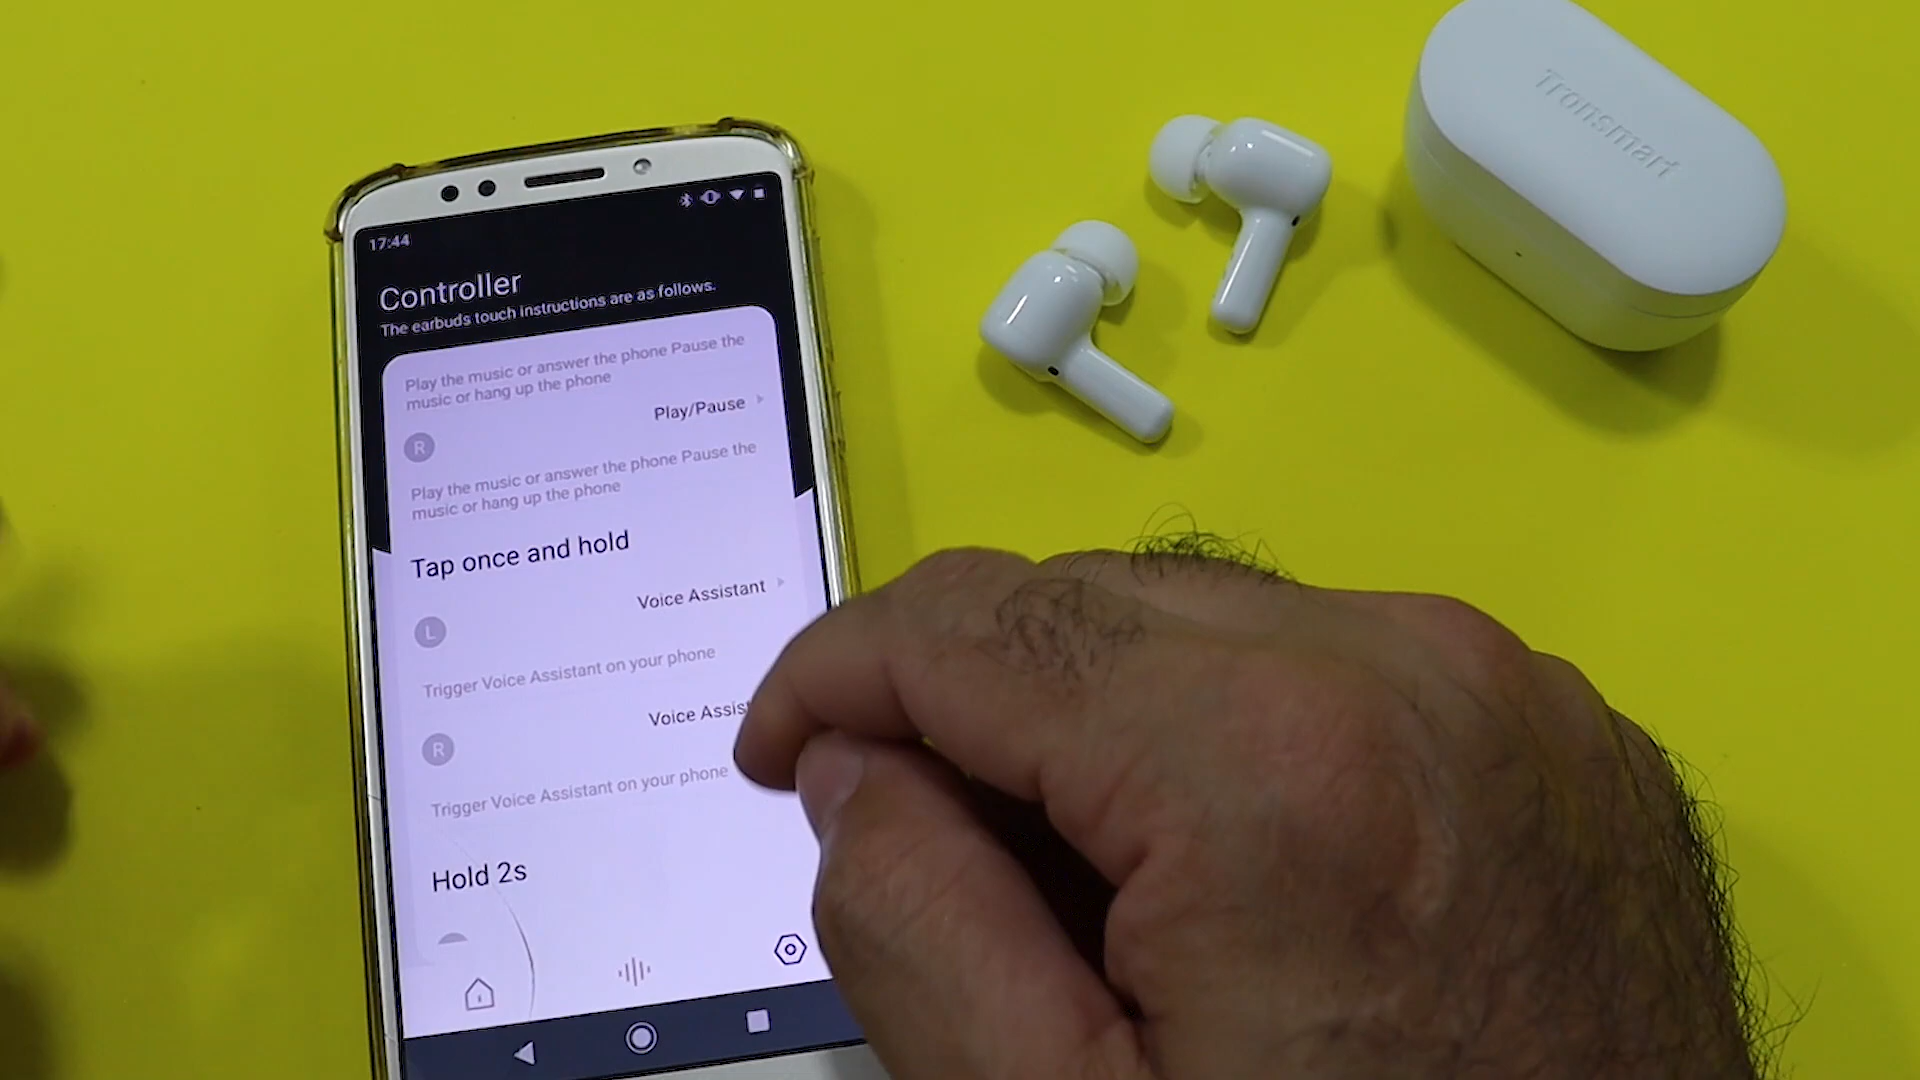 Tronsmart
17:44
Controller
The earbuds touch instructions are as follows.
Play the music or answer the phone Pause the
music or hang up the phone
Play/Pause
R
Play the music or answer the phone Pause the
music or hang up the phone
Tap once and hold
Voice Assistant
L
Trigger Voice Assistant on your phone
Voice Assist
R
Trigger Voice Assistant on your phone
Hold 2s